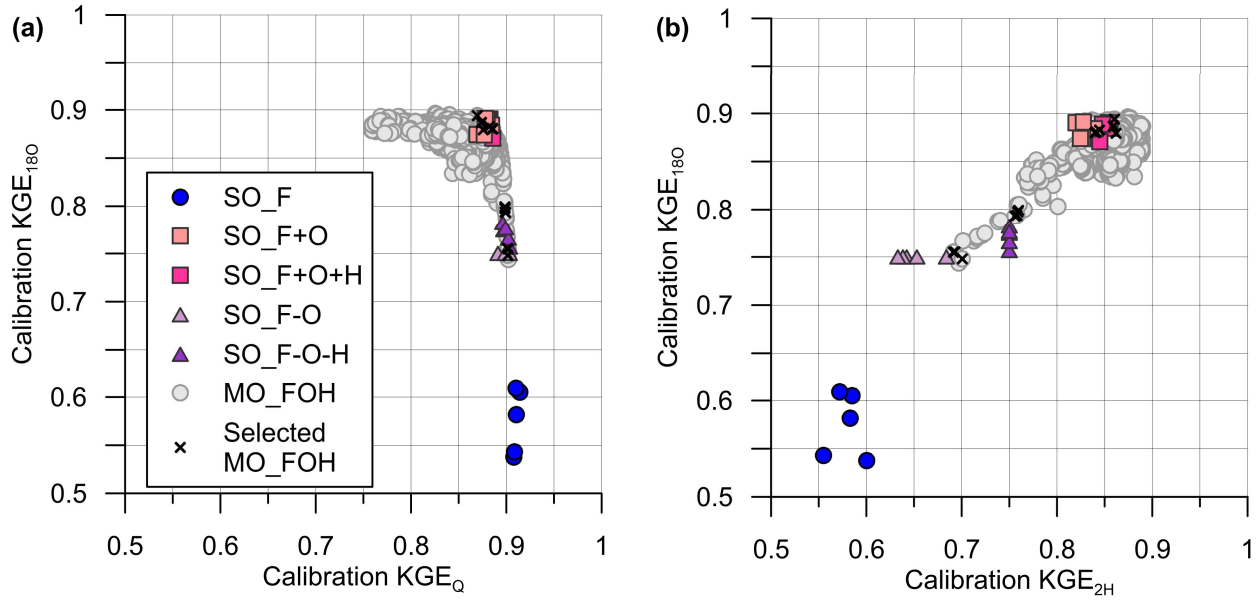 (a)
1
0.9
0.8
0.7
0.6
0.5
Calibration KGE18O
SO_F
SO_F+O
SO_F+O+H
SO_F-O
SO_F-O-H
MO_FOH
Selected
MO_FOH
0.5 0.6 0.7 0.8 0.9 1
Calibration KGEQ
(b)
1
0.9
0.8
0.7
0.6
0.5
Calibration KGE18O
0.5 0.6 0.7 0.8 0.9 1
Calibration KGE2H